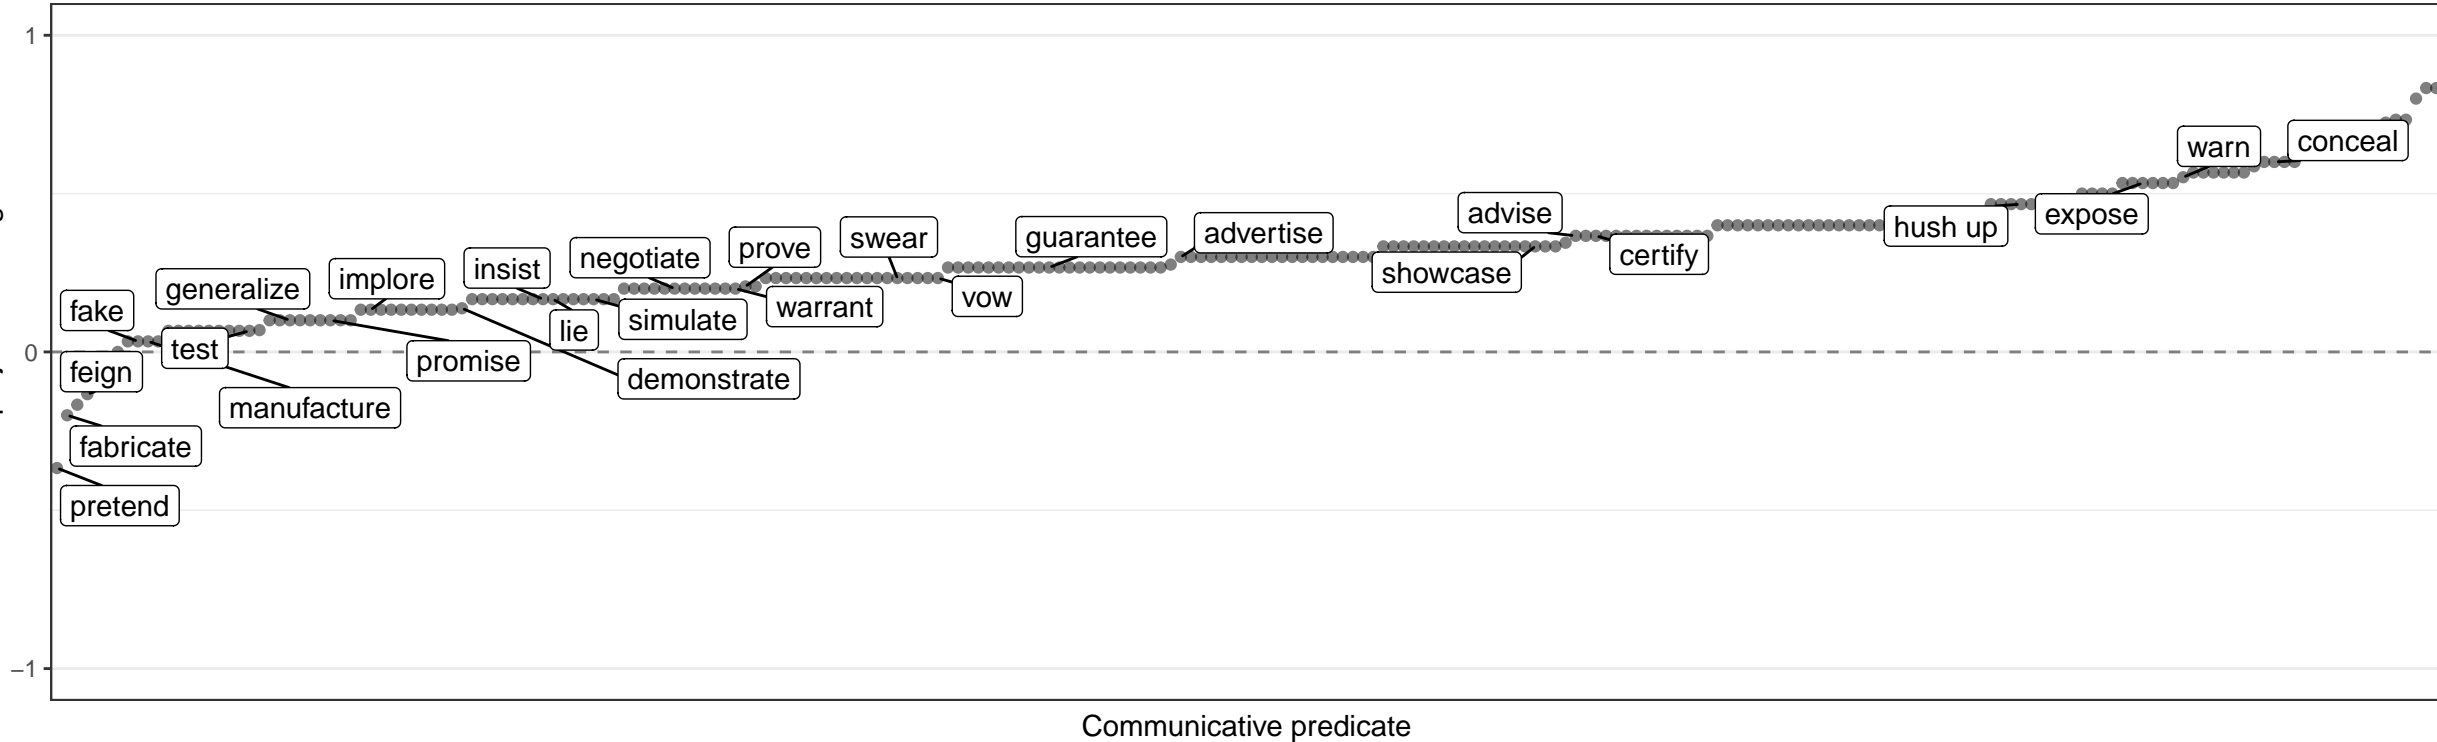 1
0
−1
fake
generalize
implore
insist
negotiate
prove
swear
guarantee
advertise
advise
warn
conceal
feign
test
promise
lie
simulate
warrant
vow
showcase
certify
hush up
expose
manufacture
demonstrate
fabricate
pretend
Communicative predicate